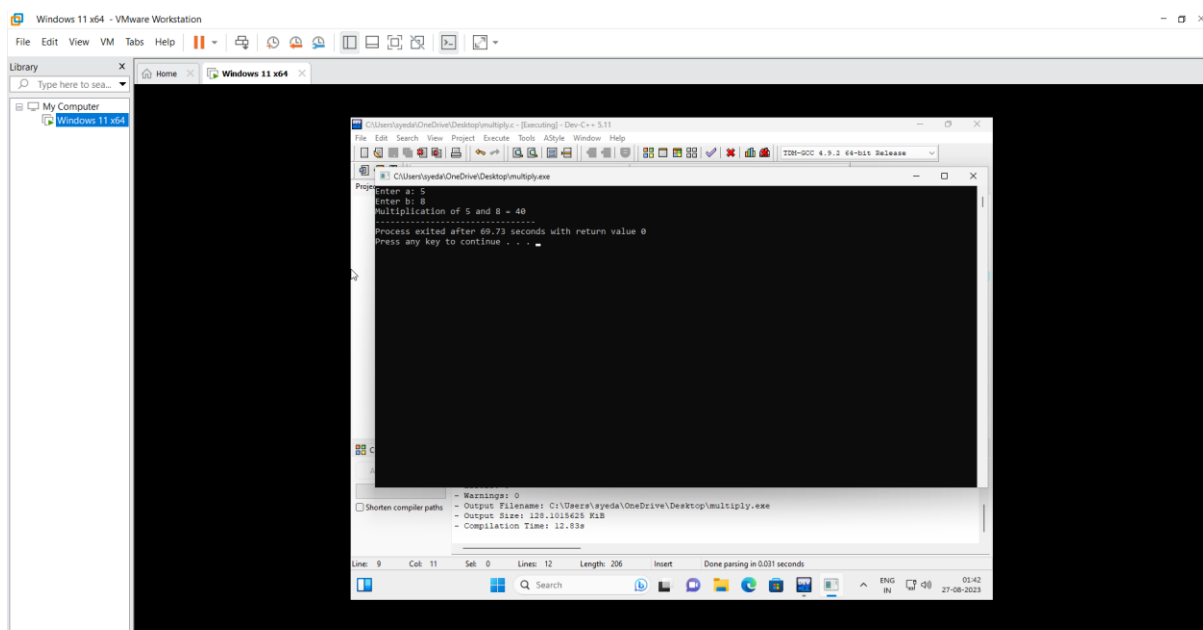 Windows 11 x64 - VMware Workstation
File Edit View VM Tabs Help
Library X
Type here to sea...
Home
Windows 11 x64
My Computer
Windows 11 x64
C:\Users\syeda\OneDrive\Desktop\multiply.c - [Executing] - Dev-C++ 5.11
File Edit Search View Project Execute Tools AStyle Window Help
TDM-GCC 4.9.2 64-bit Release
C:\Users\syeda\OneDrive\Desktop\multiply.exe
Enter a: 5
Enter b: 8
Multiplication of 5 and 8 = 40
--------------------------------
Process exited after 69.73 seconds with return value 0
Press any key to continue . . .
- Warnings: 0
Shorten compiler paths
- Output Filename: C:\Users\syeda\OneDrive\Desktop\multiply.exe
- Output Size: 128.1015625 KiB
- Compilation Time: 12.83s
Line: 9 Col: 11 Sel: 0 Lines: 12 Length: 206 Insert Done parsing in 0.031 seconds
Search
ENG
IN
01:42
27-08-2023